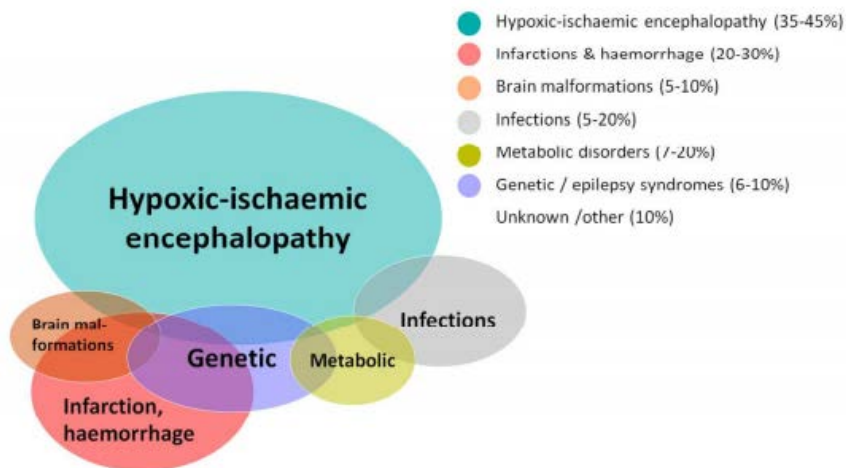 Hypoxic-ischaemic encephalopathy (35-45%)
Infarctions & haemorrhage (20-30%)
Brain malformations (5-10%)
Infections (5-20%)
Metabolic disorders (7-20%)
Genetic / epilepsy syndromes (6-10%)
Unknown /other (10%)
Hypoxic-ischaemic
encephalopathy
Brain mal-
formations
Genetic
Metabolic
Infections
Infarction,
haemorrhage